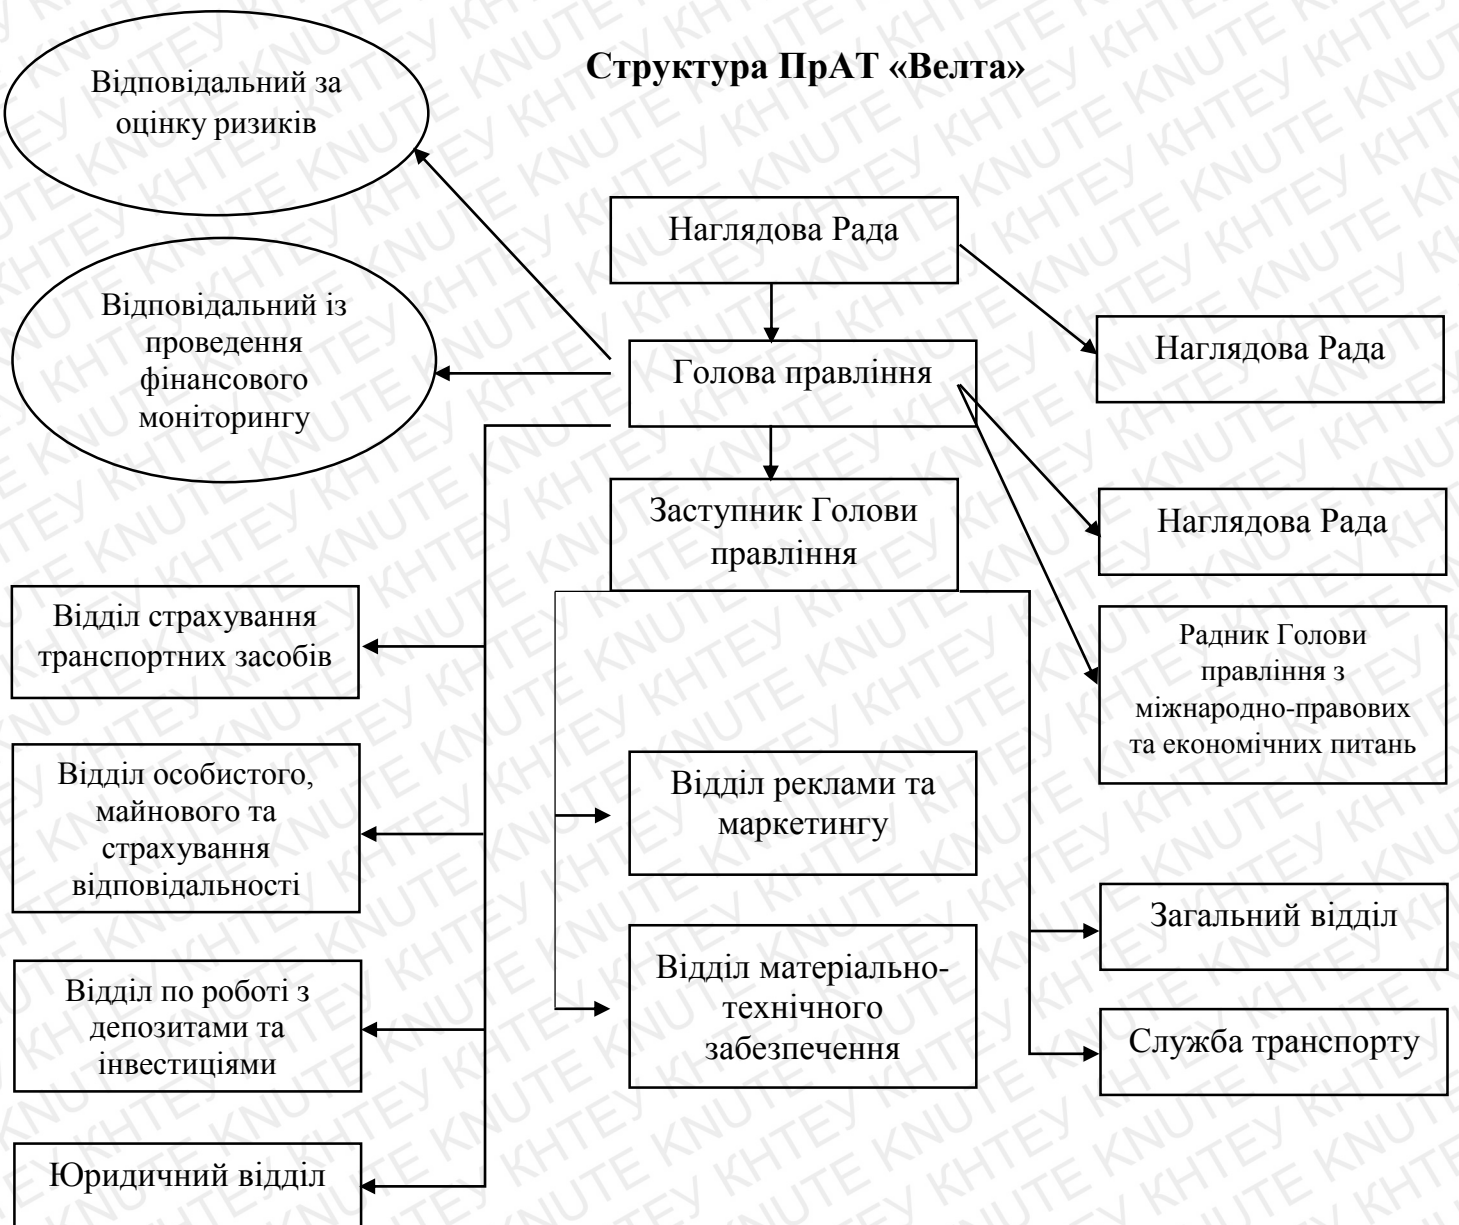 Структура ПрАТ «Велта»
Відповідальний за
оцінку ризиків
Наглядова Рада
Відповідальний із
проведення
фінансового
моніторингу
Голова правління
Наглядова Рада
Заступник Голови
правління
Наглядова Рада
Радник Голови
правління з
міжнародно-правових
та економічних питань
Відділ страхування
транспортних засобів
Відділ особистого,
майнового та
страхування
відповідальності
Відділ реклами та
маркетингу
Відділ по роботі з
депозитами та
інвестиціями
Відділ матеріально-
технічного
забезпечення
Загальний відділ
Служба транспорту
Юридичний відділ